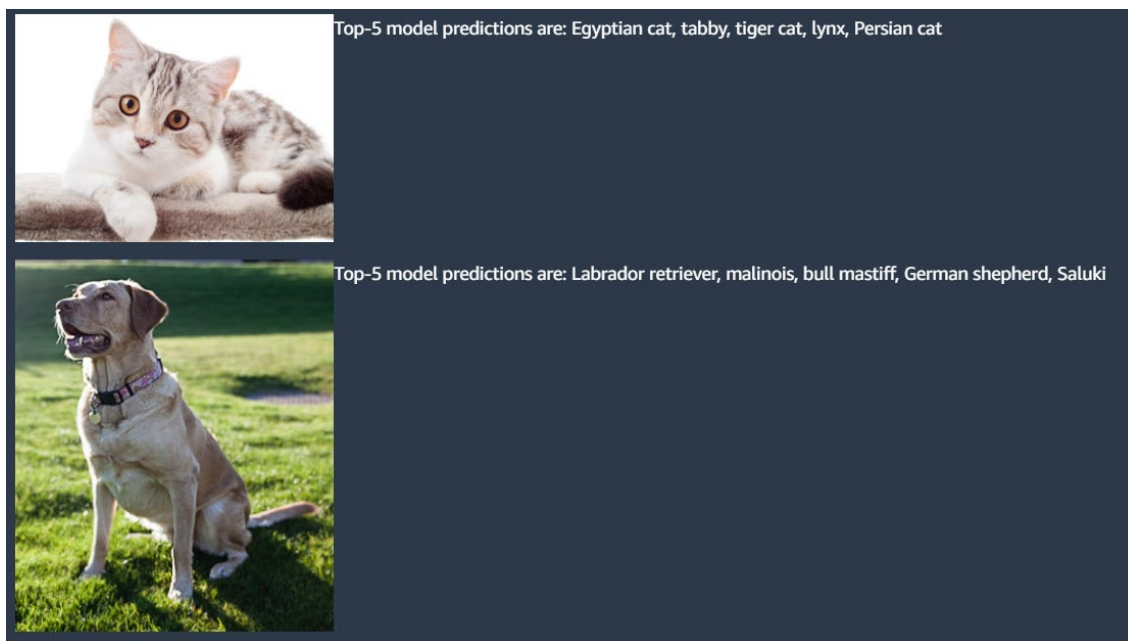 Top-5 model predictions are: Egyptian cat, tabby, tiger cat, lynx, Persian cat
Top-5 model predictions are: Labrador retriever, malinois, bull mastiff, German shepherd, Saluki